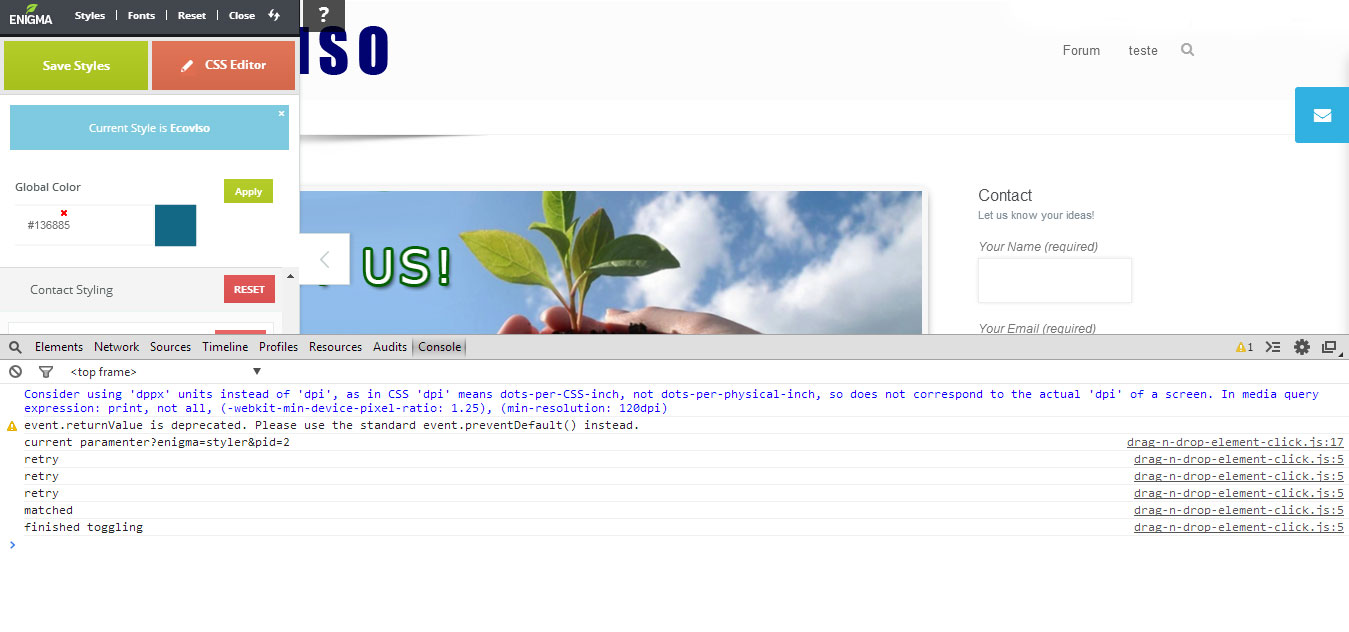 ENIGMA Styles Fonts Reset Close ?
Save Styles CSS Editor
Current Style is EcovIso
Global Color Apply
#136885
Contact Styling RESET
ISO
Forum teste
US!
Contact
Let us know your ideas!
Your Name (required)
Your Email (required)
Elements Network Sources Timeline Profiles Resources Audits Console 1
<top frame>
Consider using 'dppx' units instead of 'dpi', as in CSS 'dpi' means dots-per-CSS-inch, not dots-per-physical-inch, so does not correspond to the actual 'dpi' of a screen. In media query
expression: print, not all, (-webkit-min-device-pixel-ratio: 1.25), (min-resolution: 120dpi)
event.returnValue is deprecated. Please use the standard event.preventDefault() instead.
current paramenter?enigma=styler&pid=2 drag-n-drop-element-click.js:17
retry drag-n-drop-element-click.js:5
retry drag-n-drop-element-click.js:5
retry drag-n-drop-element-click.js:5
matched drag-n-drop-element-click.js:5
finished toggling drag-n-drop-element-click.js:5